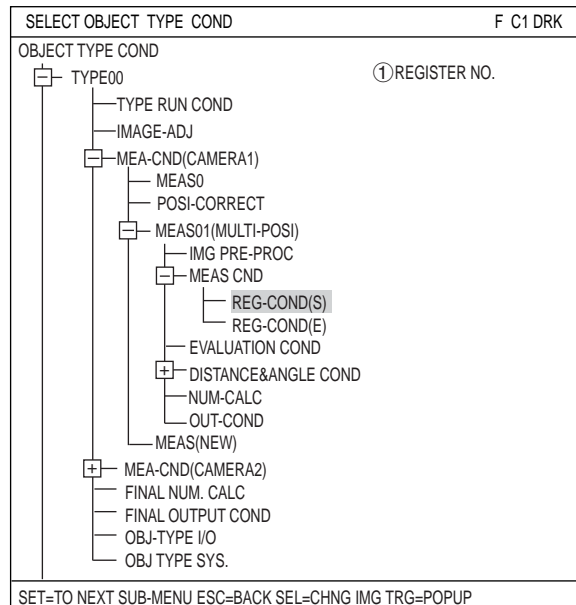 SELECT OBJECT TYPE COND F C1 DRK
OBJECT TYPE COND
TYPE00 ①REGISTER NO.
TYPE RUN COND
IMAGE-ADJ
MEA-CND(CAMERA1)
MEAS0
POSI-CORRECT
MEAS01(MULTI-POSI)
IMG PRE-PROC
MEAS CND
REG-COND(S)
REG-COND(E)
EVALUATION COND
DISTANCE&ANGLE COND
NUM-CALC
OUT-COND
MEAS(NEW)
MEA-CND(CAMERA2)
FINAL NUM. CALC
FINAL OUTPUT COND
OBJ-TYPE I/O
OBJ TYPE SYS.
SET=TO NEXT SUB-MENU ESC=BACK SEL=CHNG IMG TRG=POPUP